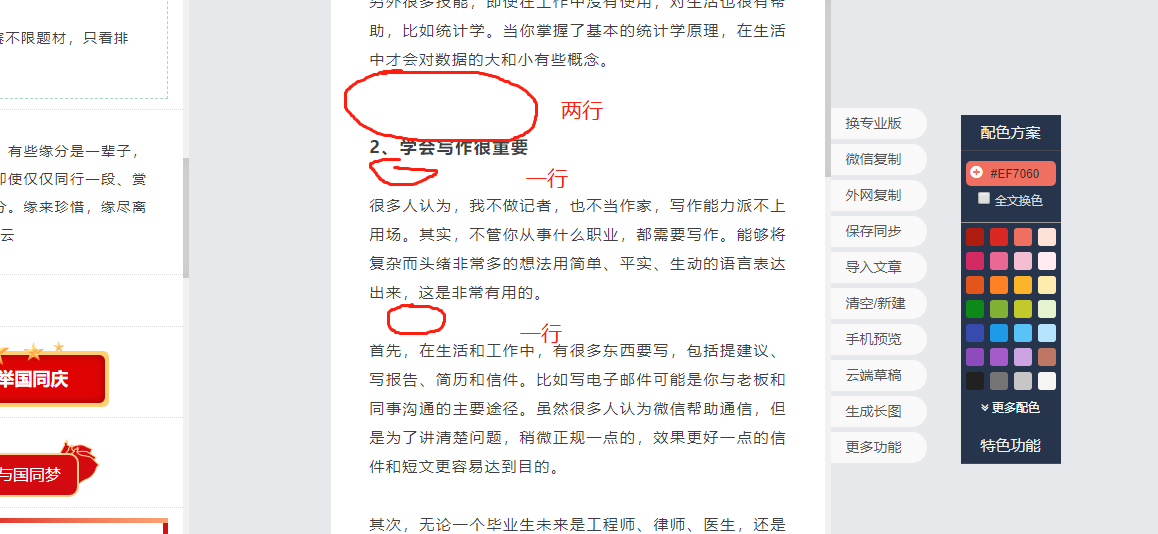 另外很多技能，即使在工作中没有使用，对生活也很有帮
助，比如统计学。当你掌握了基本的统计学原理，在生活
中才会对数据的大和小有些概念。
两行
2、学会写作很重要
一行
很多人认为，我不做记者，也不当作家，写作能力派不上
用场。其实，不管你从事什么职业，都需要写作。能够将
复杂而头绪非常多的想法用简单、平实、生动的语言表达
出来，这是非常有用的。
一行
首先，在生活和工作中，有很多东西要写，包括提建议、
写报告、简历和信件。比如写电子邮件可能是你与老板和
同事沟通的主要途径。虽然很多人认为微信帮助通信，但
是为了讲清楚问题，稍微正规一点的，效果更好一点的信
件和短文更容易达到目的。
其次，无论一个毕业生未来是工程师、律师、医生，还是
不限题材，只看排
有些缘分是一辈子，
即使仅仅同行一段、赏
分。缘来珍惜，缘尽离
云
举国同庆
与国同梦
换专业版
微信复制
外网复制
保存同步
导入文章
清空/新建
手机预览
云端草稿
生成长图
更多功能
配色方案
#EF7060
全文换色
更多配色
特色功能